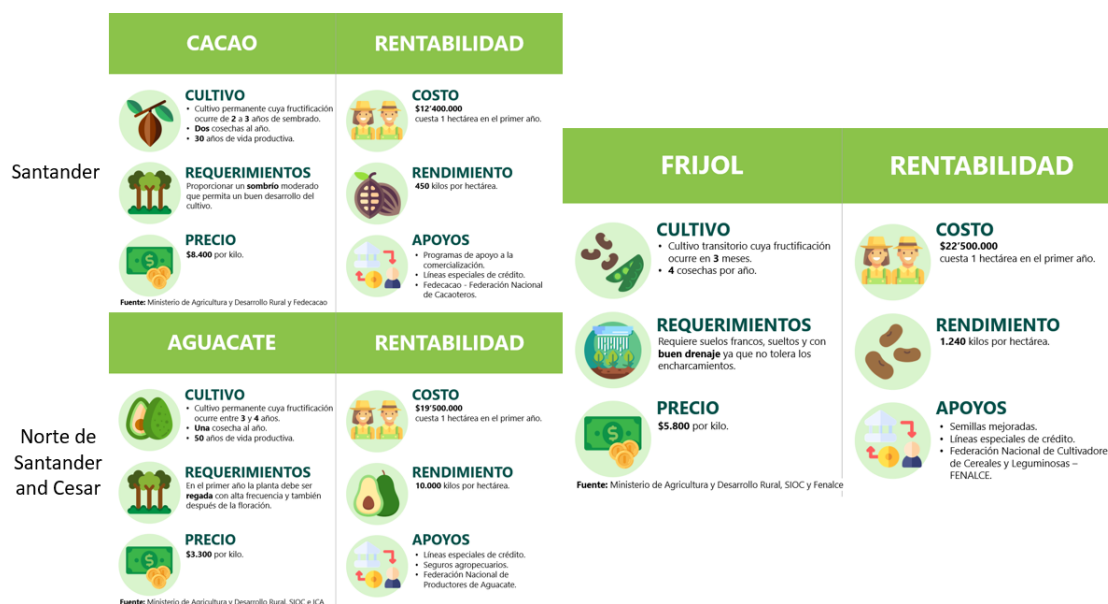 Santander
CACAO
RENTABILIDAD
CULTIVO
• Cultivo permanente cuya fructificación
ocurre de 2 a 3 años de sembrado.
• Dos cosechas al año.
• 30 años de vida productiva.
COSTO
$12'400.000
cuesta 1 hectárea en el primer año.
REQUERIMIENTOS
Proporcionar un sombrío moderado
que permita un buen desarrollo del
cultivo.
RENDIMIENTO
450 kilos por hectárea.
PRECIO
$8.400 por kilo.
APOYOS
• Programas de apoyo a la
comercialización.
• Líneas especiales de crédito.
• Fedecacao - Federación Nacional
de Cacaoteros.
Fuente: Ministerio de Agricultura y Desarrollo Rural y Fedecacao
Norte de
Santander
and Cesar
AGUACATE
RENTABILIDAD
CULTIVO
• Cultivo permanente cuya fructificación
ocurre entre 3 y 4 años.
• Una cosecha al año.
• 50 años de vida productiva.
COSTO
$19'500.000
cuesta 1 hectárea en el primer año.
REQUERIMIENTOS
En el primer año la planta debe ser
regada con alta frecuencia y también
después de la floración.
RENDIMIENTO
10.000 kilos por hectárea.
PRECIO
$3.300 por kilo.
APOYOS
• Líneas especiales de crédito.
• Seguros agropecuarios.
• Federación Nacional de
Productores de Aguacate.
Fuente: Ministerio de Agricultura y Desarrollo Rural, SIOC e ICA
FRIJOL
RENTABILIDAD
CULTIVO
• Cultivo transitorio cuya fructificación
ocurre en 3 meses.
• 4 cosechas por año.
COSTO
$22'500.000
cuesta 1 hectárea en el primer año.
REQUERIMIENTOS
Requiere suelos francos, sueltos y con
buen drenaje ya que no tolera los
encharcamientos.
RENDIMIENTO
1.240 kilos por hectárea.
PRECIO
$5.800 por kilo.
APOYOS
• Semillas mejoradas.
• Líneas especiales de crédito.
• Federación Nacional de Cultivadore
de Cereales y Leguminosas –
FENALCE.
Fuente: Ministerio de Agricultura y Desarrollo Rural, SIOC y Fenalce